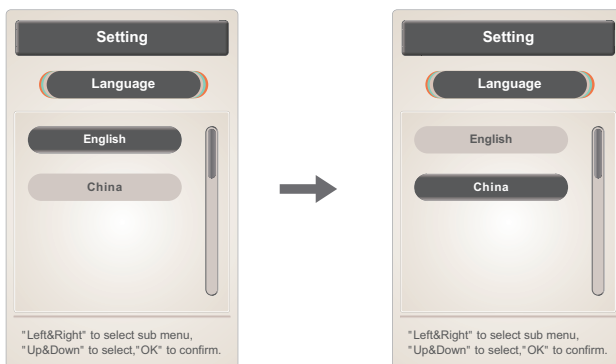 Setting
Language
English
China
"Left&Right" to select sub menu,
"Up&Down" to select,"OK" to confirm.
Setting
Language
English
China
"Left&Right" to select sub menu,
"Up&Down" to select,"OK" to confirm.